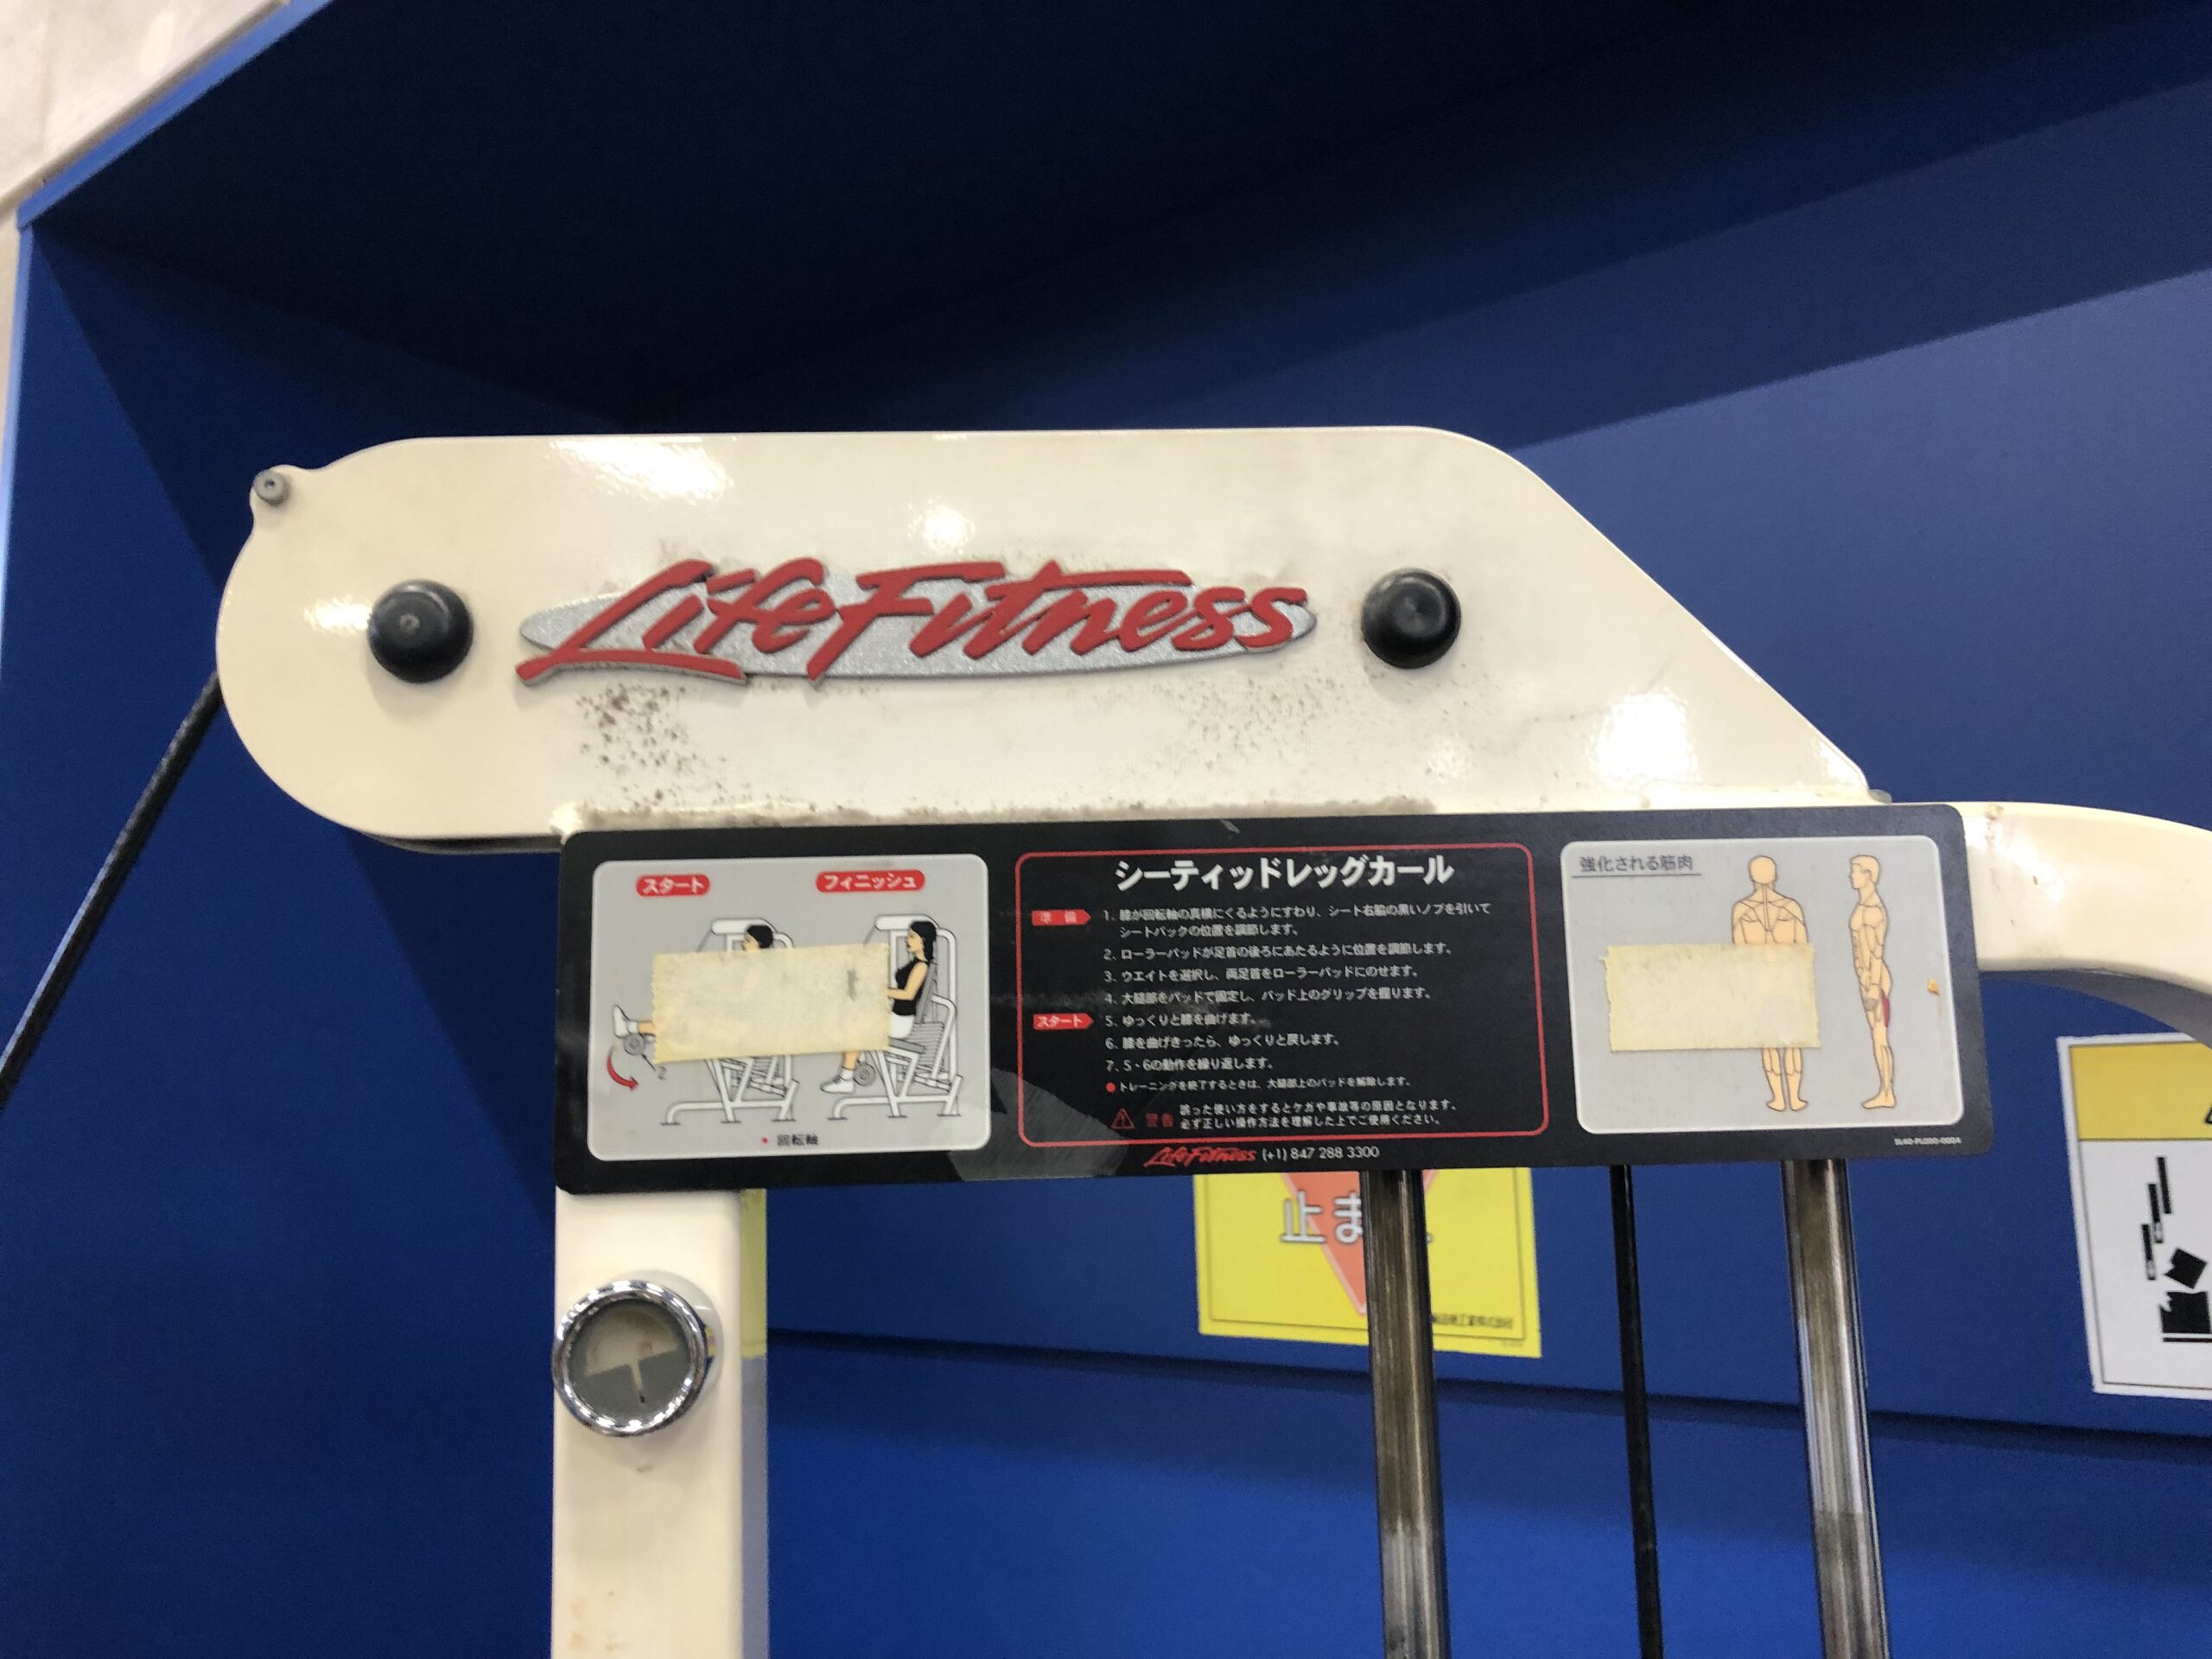 LifeFitness
スタート
フィニッシュ
2
• 回転軸
シーティッドレッグカール
準 備
1. 膝が回転軸の真横にくるようにすわり、シート右脇の黒いノブを引いて
シートバックの位置を調節します。
2. ローラーパッドが足首の後ろにあたるように位置を調節します。
3. ウエイトを選択し、両足首をローラーパッドにのせます。
4. 大腿部をパッドで固定し、パッド上のグリップを握ります。
スタート
5. ゆっくりと膝を曲げます。
6. 膝を曲げきったら、ゆっくりと戻します。
7. 5・6の動作を繰り返します。
● トレーニングを終了するときは、大腿部上のパッドを解除します。
警告
誤った使い方をするとケガや事故等の原因となります。
必ず正しい操作方法を理解した上でご使用ください。
LifeFitness (+1) 847 288 3300
強化される筋肉
止ま